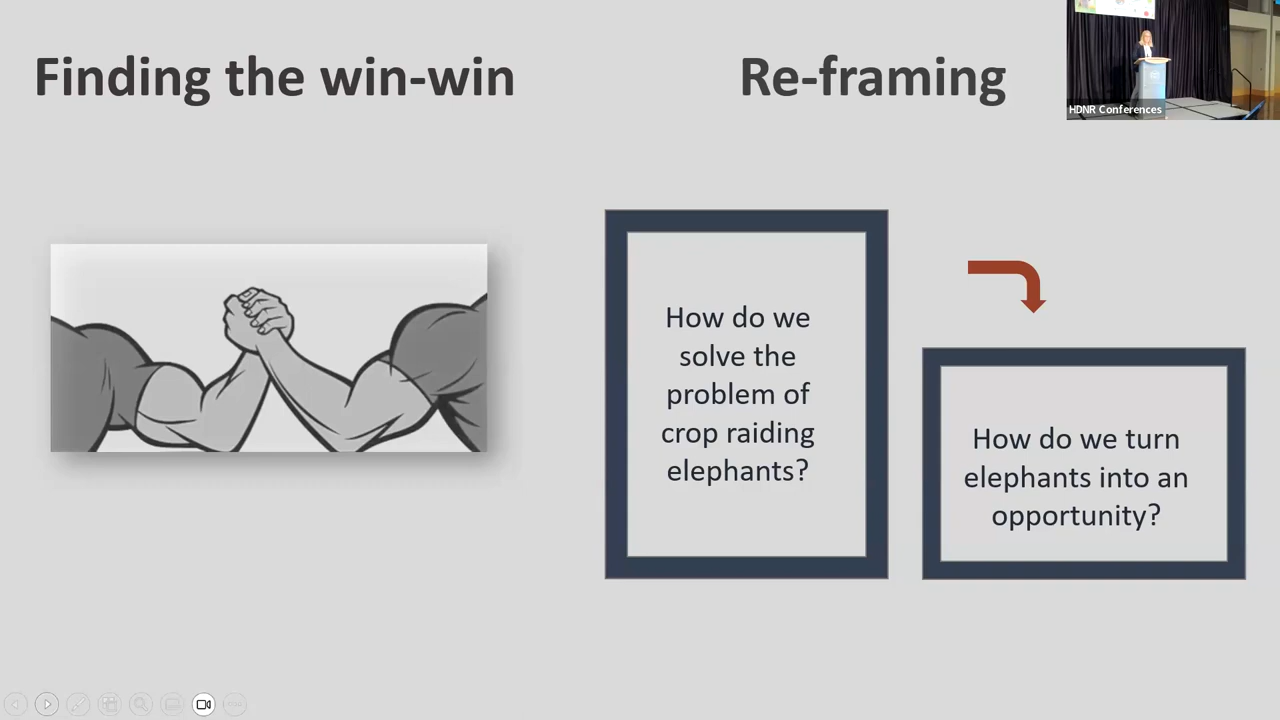 Finding the win-win
Re-framing
HDNR Conferences
How do we
solve the
problem of
crop raiding
elephants?
How do we turn
elephants into an
opportunity?